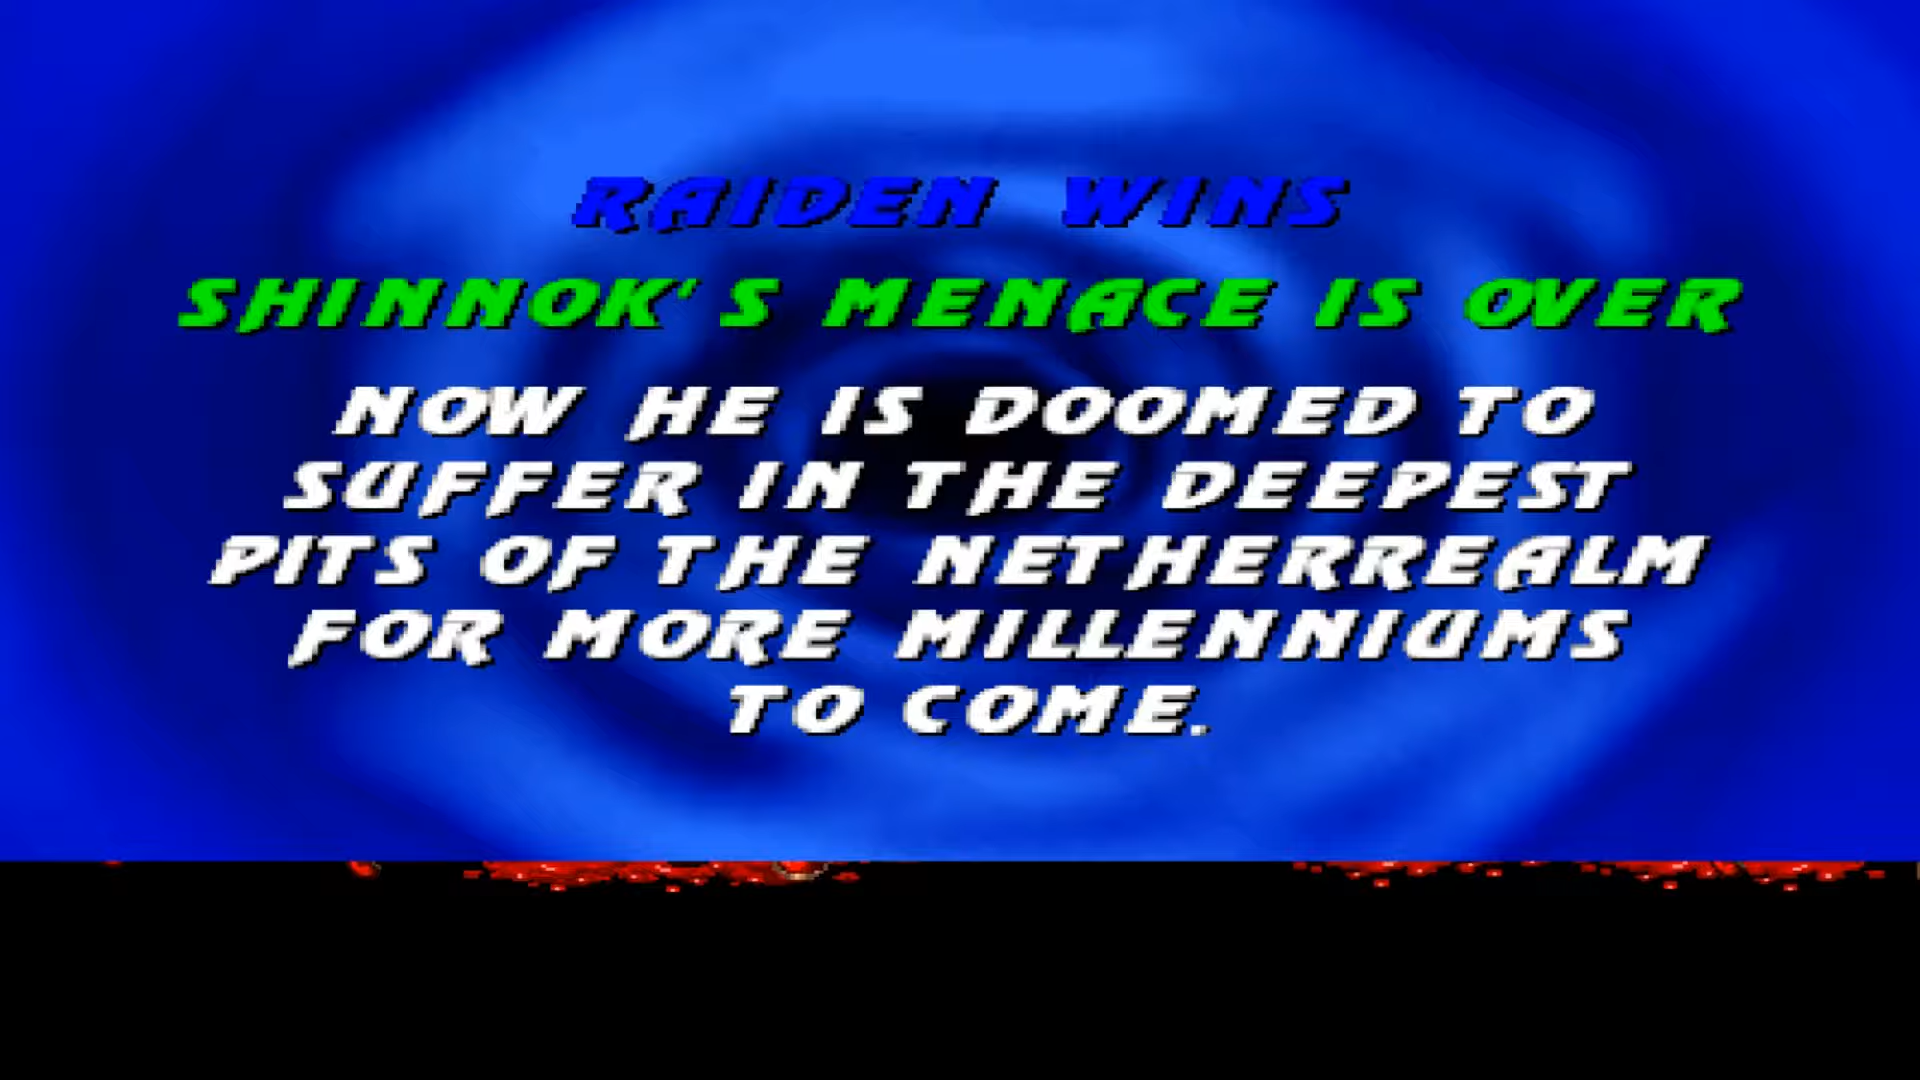 RAIDEN WINS
SHINNOK'S MENACE IS OVER
NOW HE IS DOOMED TO
SUFFER IN THE DEEPEST
PITS OF THE NETHERREALM
FOR MORE MILLENNIUMS
TO COME.